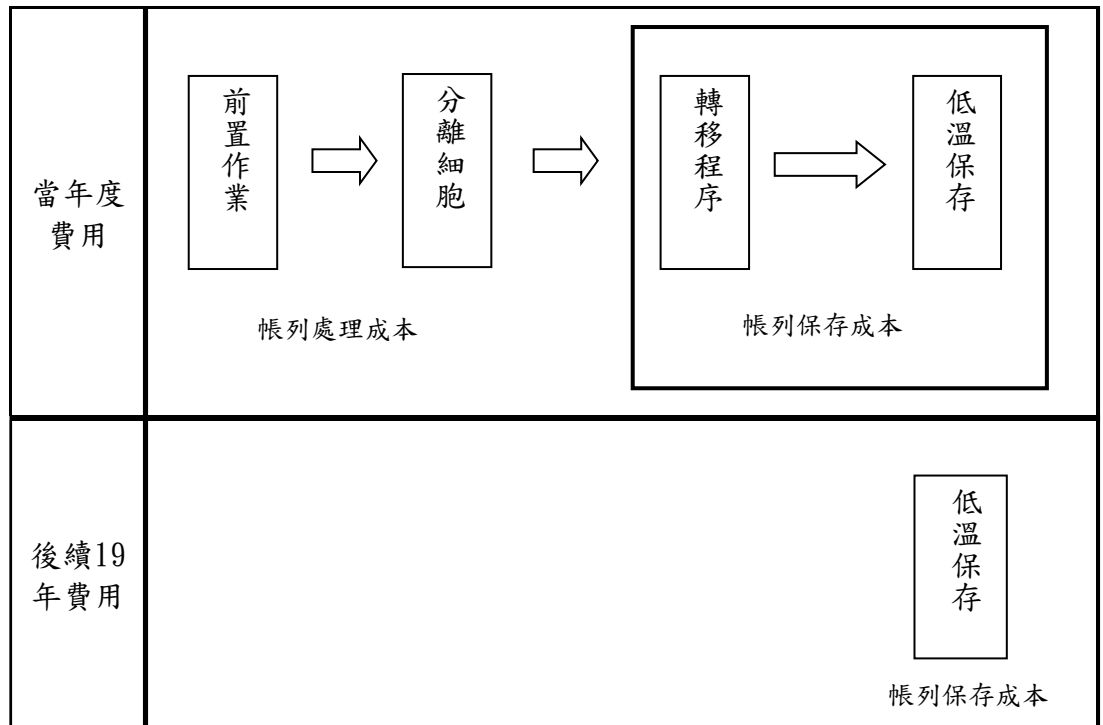 當年度
費用
前置作業
分離細胞
轉移程序
低溫保存
帳列處理成本
帳列保存成本
後續19
年費用
低溫保存
帳列保存成本